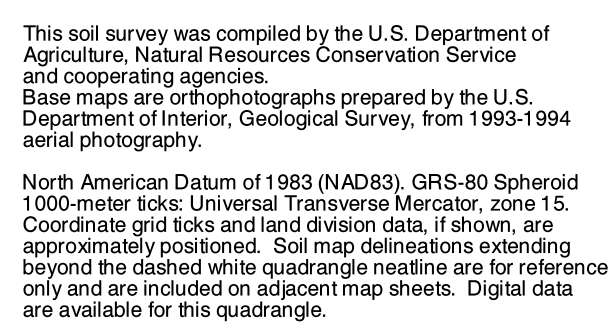 This soil survey was compiled by the U.S. Department of
Agriculture, Natural Resources Conservation Service
and cooperating agencies.
Base maps are orthophotographs prepared by the U.S.
Department of Interior, Geological Survey, from 1993-1994
aerial photography.
North American Datum of 1983 (NAD83). GRS-80 Spheroid
1000-meter ticks: Universal Transverse Mercator, zone 15.
Coordinate grid ticks and land division data, if shown, are
approximately positioned.  Soil map delineations extending
beyond the dashed white quadrangle neatline are for reference
only and are included on adjacent map sheets.  Digital data
are available for this quadrangle.